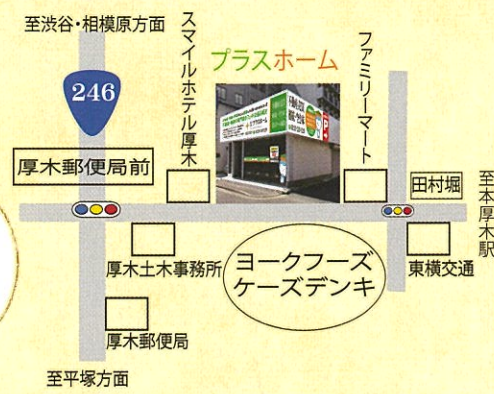 至渋谷・相模原方面
246
厚木郵便局前
スマイルホテル厚木
プラスホーム
ファミリーマート
田村堀
至本厚木駅
厚木土木事務所
ヨークフーズ
ケーズデンキ
東横交通
厚木郵便局
至平塚方面